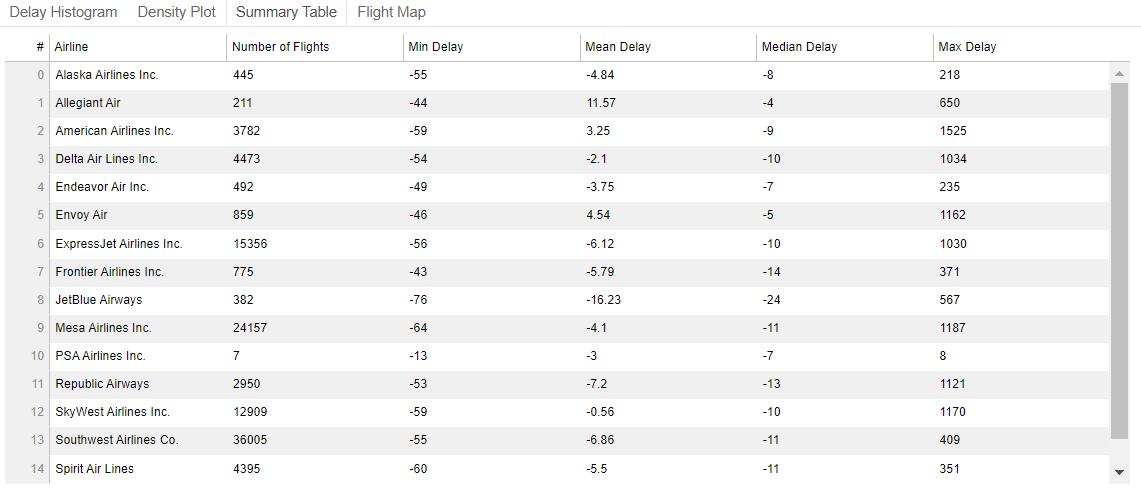 Delay Histogram Density Plot Summary Table Flight Map
# Airline Number of Flights Min Delay Mean Delay Median Delay Max Delay
0 Alaska Airlines Inc. 445 -55 -4.84 -8 218
1 Allegiant Air 211 -44 11.57 -4 650
2 American Airlines Inc. 3782 -59 3.25 -9 1525
3 Delta Air Lines Inc. 4473 -54 -2.1 -10 1034
4 Endeavor Air Inc. 492 -49 -3.75 -7 235
5 Envoy Air 859 -46 4.54 -5 1162
6 ExpressJet Airlines Inc. 15356 -56 -6.12 -10 1030
7 Frontier Airlines Inc. 775 -43 -5.79 -14 371
8 JetBlue Airways 382 -76 -16.23 -24 567
9 Mesa Airlines Inc. 24157 -64 -4.1 -11 1187
10 PSA Airlines Inc. 7 -13 -3 -7 8
11 Republic Airways 2950 -53 -7.2 -13 1121
12 SkyWest Airlines Inc. 12909 -59 -0.56 -10 1170
13 Southwest Airlines Co. 36005 -55 -6.86 -11 409
14 Spirit Air Lines 4395 -60 -5.5 -11 351